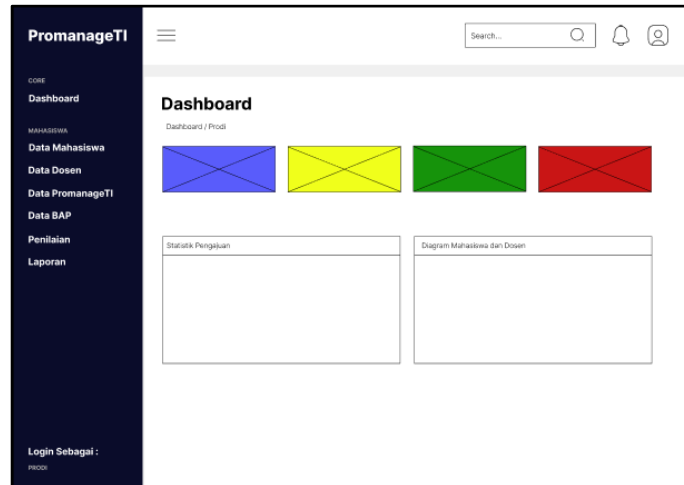 PromanageTI
Search...
CORE
Dashboard
MAHASISWA
Data Mahasiswa
Data Dosen
Data PromanageTI
Data BAP
Penilaian
Laporan
Login Sebagai :
PRODI
Dashboard
Dashboard / Prodi
Statistik Pengajuan
Diagram Mahasiswa dan Dosen